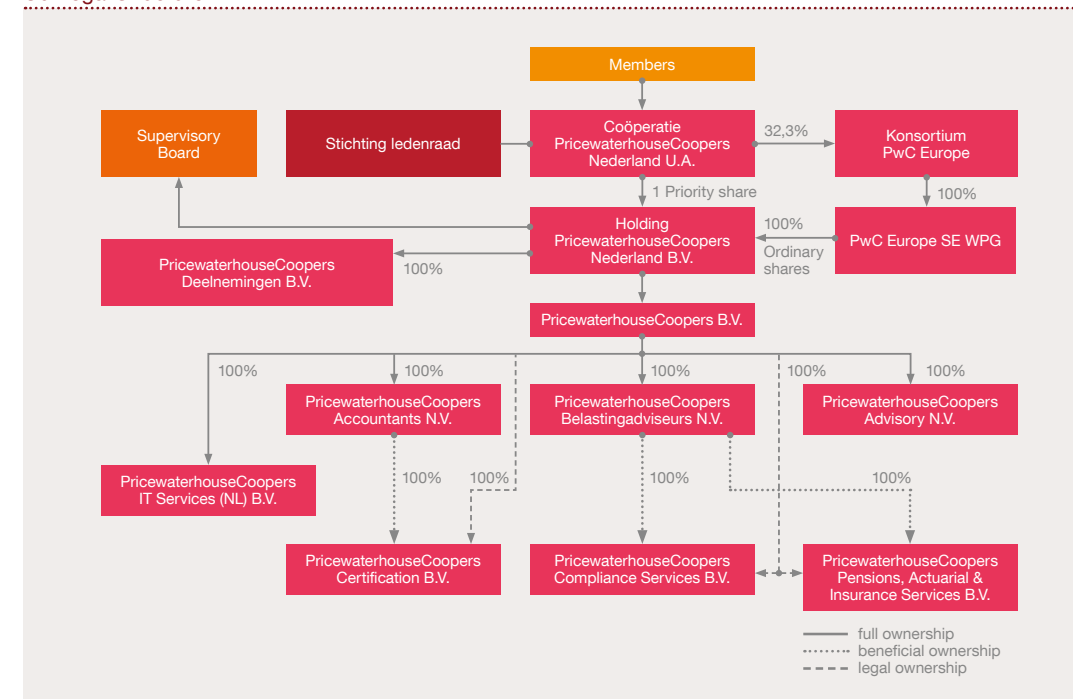 Members
Supervisory
Board
Stichting ledenraad
Coöperatie
PricewaterhouseCoopers
Nederland U.A.
32,3%
Konsortium
PwC Europe
1 Priority share
100%
Holding
PricewaterhouseCoopers
Nederland B.V.
100%
Ordinary
shares
PwC Europe SE WPG
PricewaterhouseCoopers
Deelnemingen B.V.
100%
PricewaterhouseCoopers B.V.
100%
100%
100%
100%
100%
PricewaterhouseCoopers
Accountants N.V.
PricewaterhouseCoopers
Belastingadviseurs N.V.
PricewaterhouseCoopers
Advisory N.V.
PricewaterhouseCoopers
IT Services (NL) B.V.
100%
100%
100%
100%
PricewaterhouseCoopers
Certification B.V.
PricewaterhouseCoopers
Compliance Services B.V.
PricewaterhouseCoopers
Pensions, Actuarial &
Insurance Services B.V.
full ownership
beneficial ownership
legal ownership